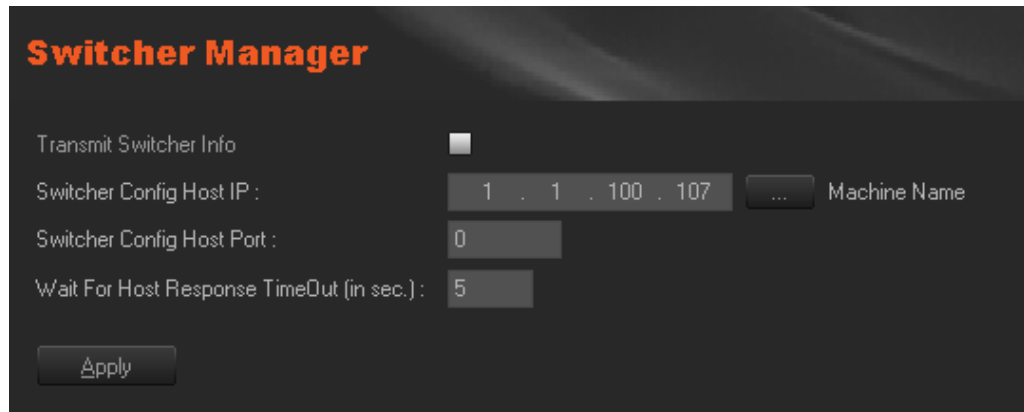 Switcher Manager
Transmit Switcher Info
Switcher Config Host IP : 1 . 1 . 100 . 107 ... Machine Name
Switcher Config Host Port : 0
Wait For Host Response TimeOut (in sec.) : 5
Apply